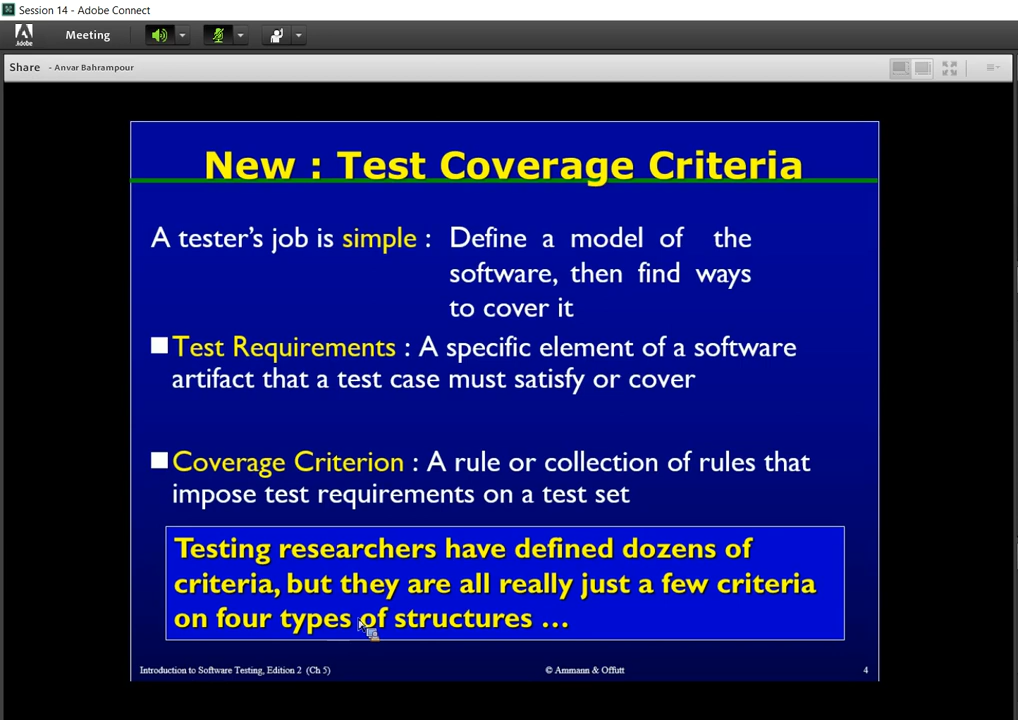 Session 14 - Adobe Connect
Adobe
Meeting
Share - Anvar Bahrampour
New : Test Coverage Criteria
A tester's job is simple : Define a model of the
software, then find ways
to cover it
Test Requirements : A specific element of a software
artifact that a test case must satisfy or cover
Coverage Criterion : A rule or collection of rules that
impose test requirements on a test set
Testing researchers have defined dozens of
criteria, but they are all really just a few criteria
on four types of structures …
Introduction to Software Testing, Edition 2 (Ch 5) © Ammann & Offutt 4